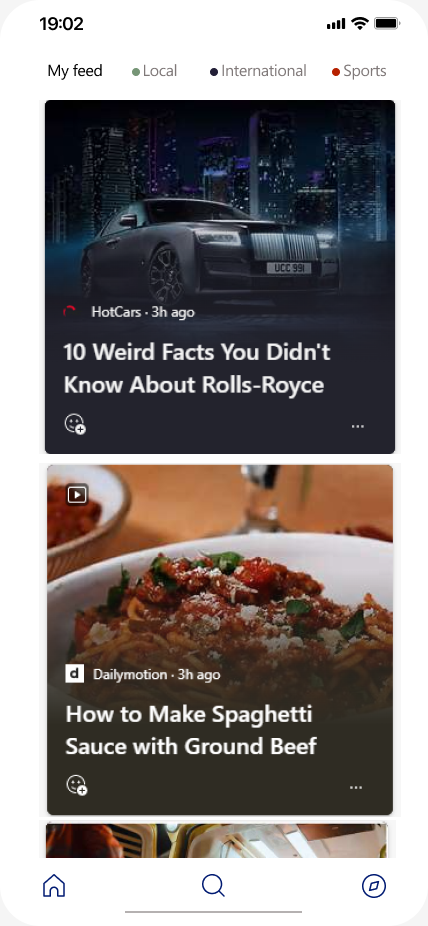 19:02
My feed
Local
International
Sports
UCC 991
HotCars · 3h ago
10 Weird Facts You Didn't
Know About Rolls-Royce
...
d Dailymotion · 3h ago
How to Make Spaghetti
Sauce with Ground Beef
...